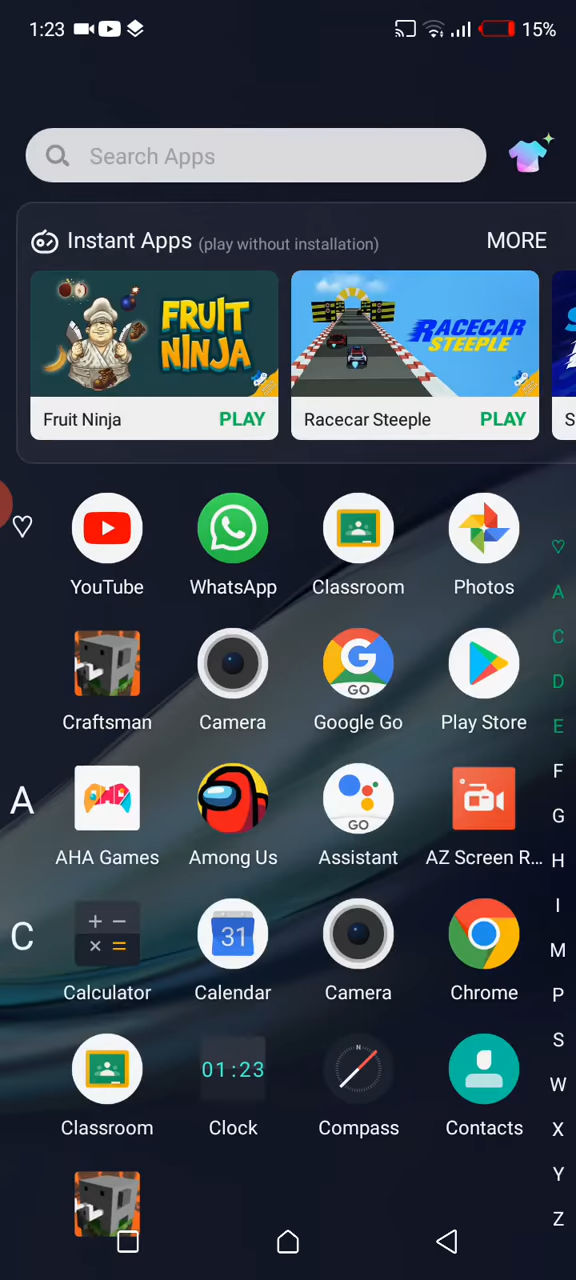 1:23 15%
Search Apps
Instant Apps (play without installation) MORE
FRUIT NINJA
RACECAR STEEPLE
Fruit Ninja PLAY
Racecar Steeple PLAY
S
YouTube WhatsApp Classroom Photos
GO
Craftsman Camera Google Go Play Store
A
AHA
GO
AHA Games Among Us Assistant AZ Screen R...
C
31
Calculator Calendar Camera Chrome
01:23
N
Classroom Clock Compass Contacts
A
C
D
E
F
G
H
I
M
P
S
W
X
Y
Z